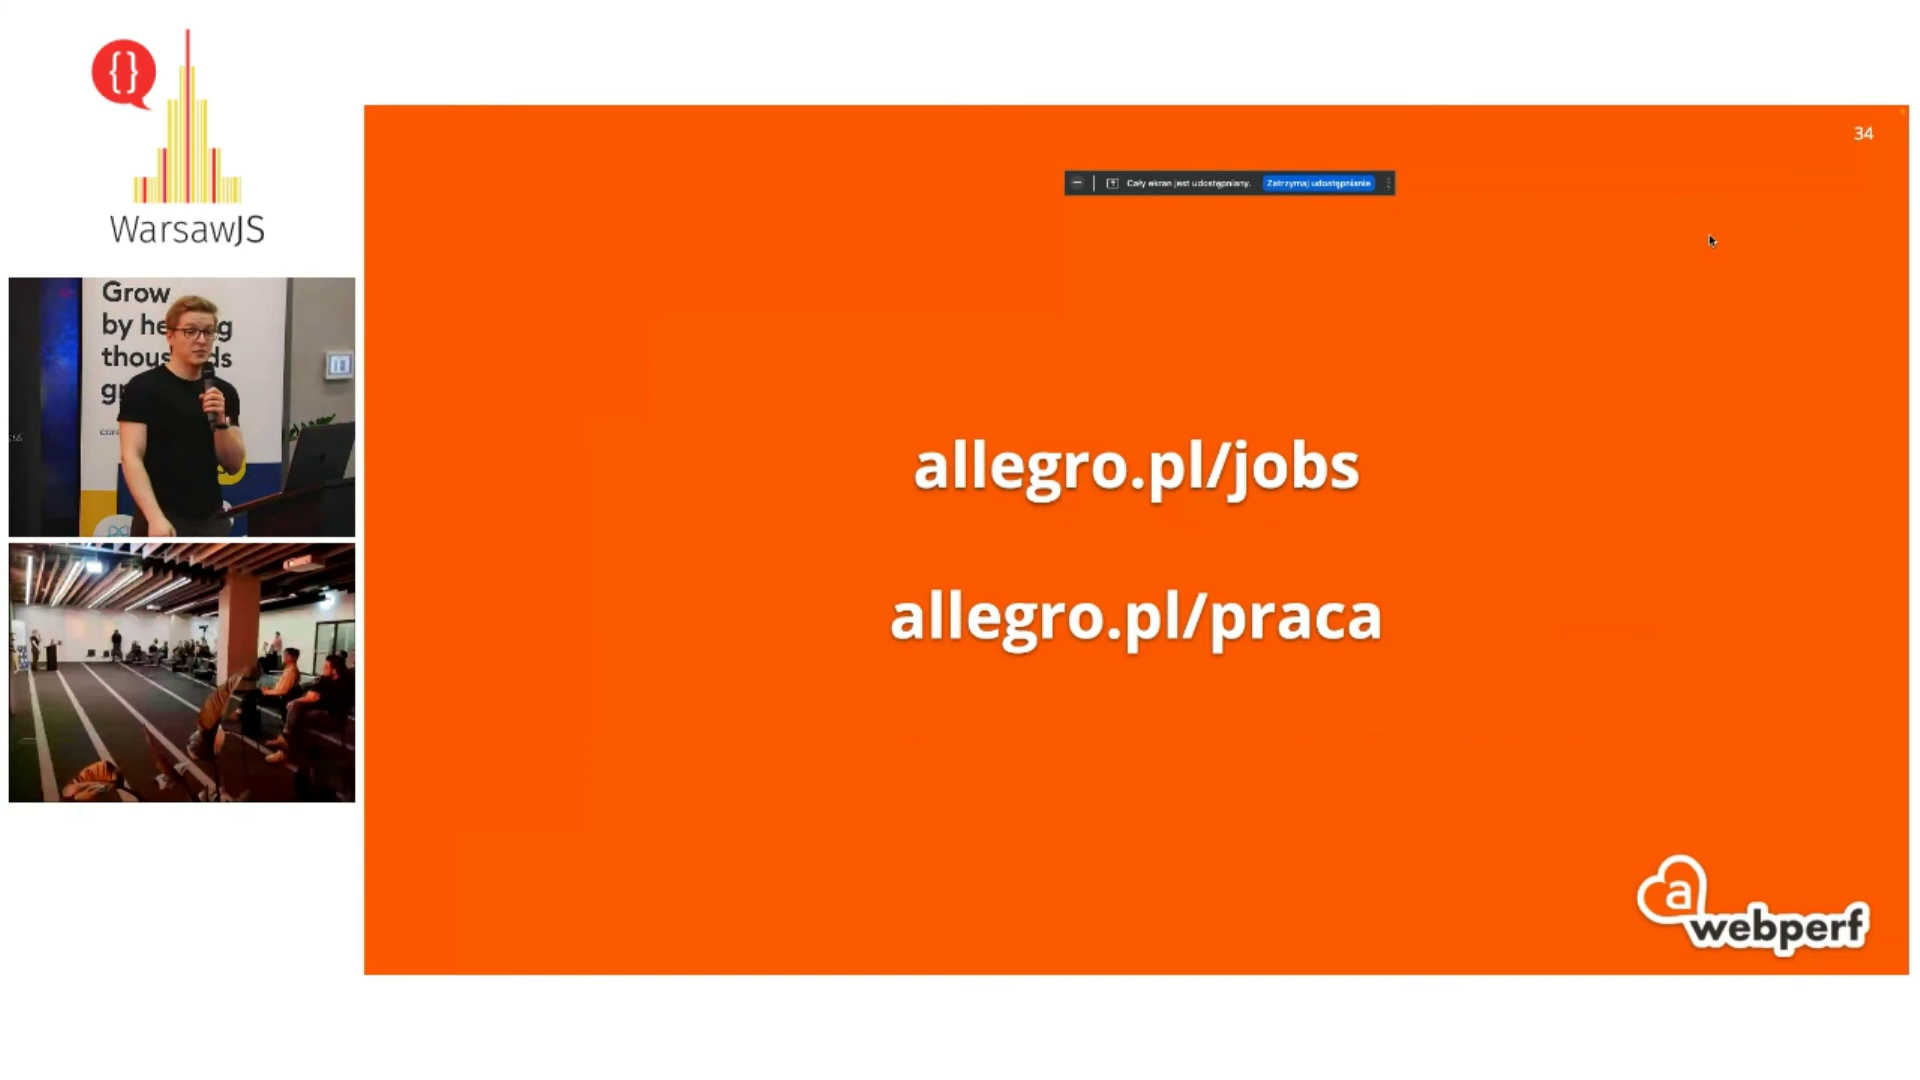 {}
WarsawJS
Grow
by he g
thous ds
g
34
Cały ekran jest udostępniany. Zatrzymaj udostępnianie
allegro.pl/jobs
allegro.pl/praca
a
webperf